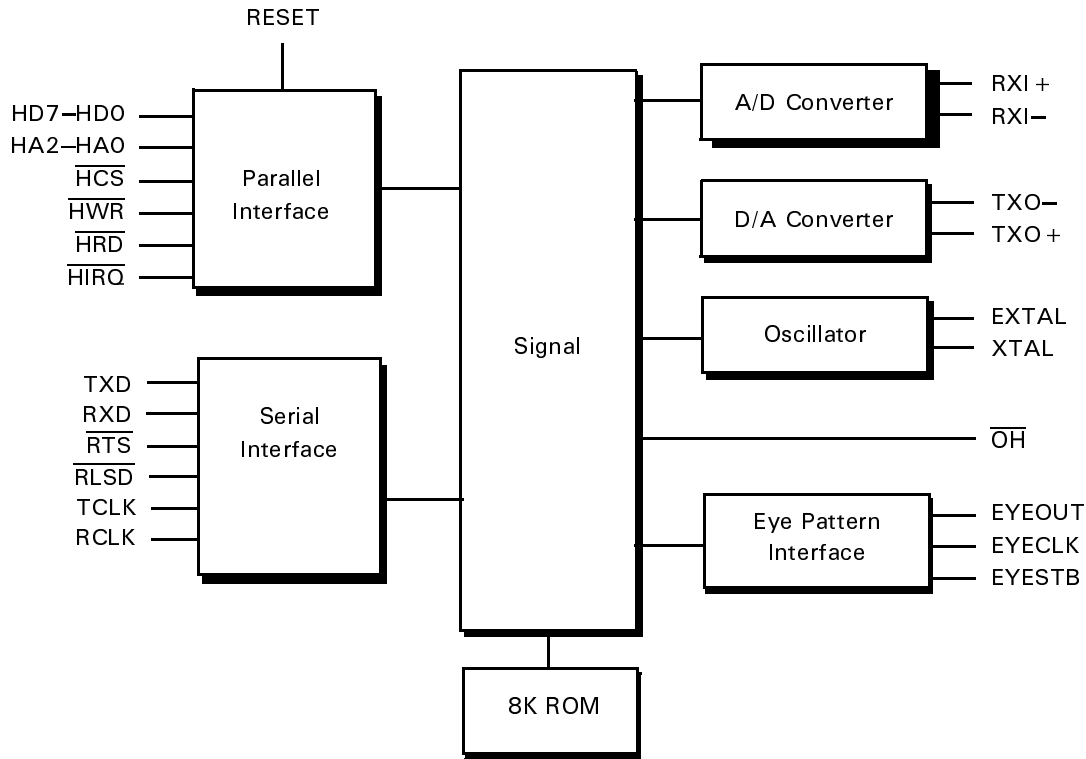 RESET
HD7–HD0
HA2–HA0
HCS
HWR
HRD
HIRQ
Parallel
Interface
TXD
RXD
RTS
RLSD
TCLK
RCLK
Serial
Interface
Signal
8K ROM
A/D Converter
RXI+
RXI–
D/A Converter
TXO–
TXO+
Oscillator
EXTAL
XTAL
OH
Eye Pattern
Interface
EYEOUT
EYECLK
EYESTB